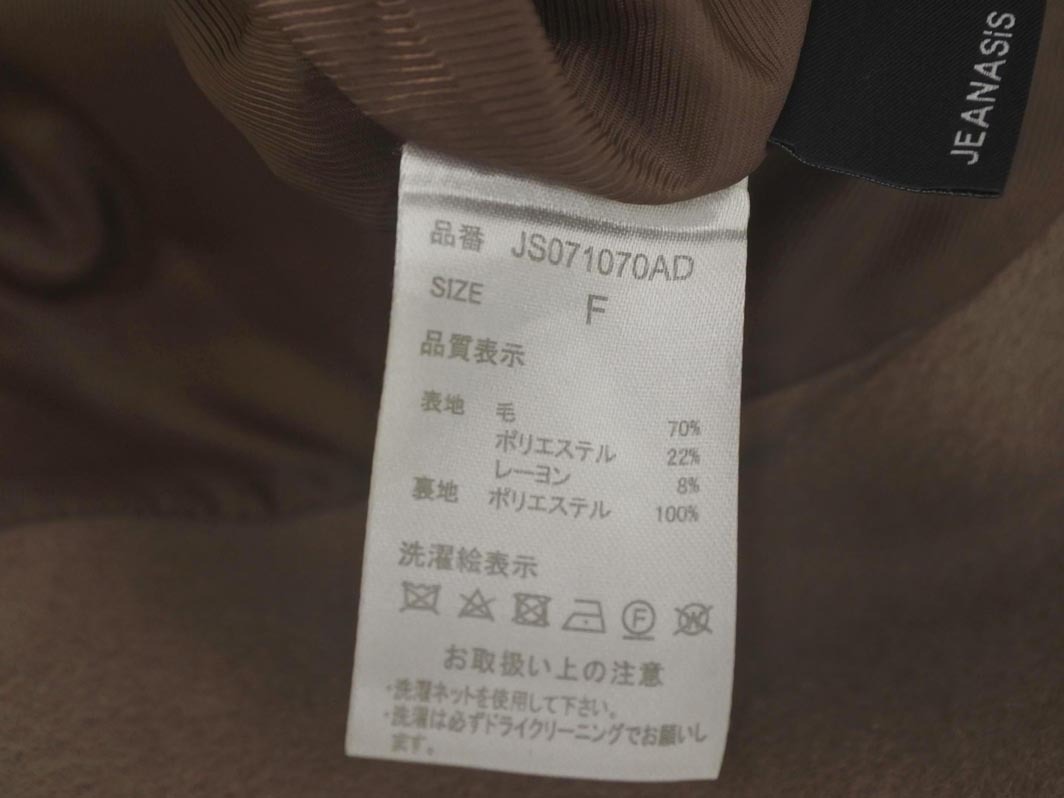 JEANASiS
品番 JS071070AD
SIZE F
品質表示
表地 毛 70%
ポリエステル 22%
レーヨン 8%
裏地 ポリエステル 100%
洗濯絵表示
F W
お取扱い上の注意
・洗濯ネットを使用して下さい。
・洗濯は必ずドライクリーニングでお願いし
ます。